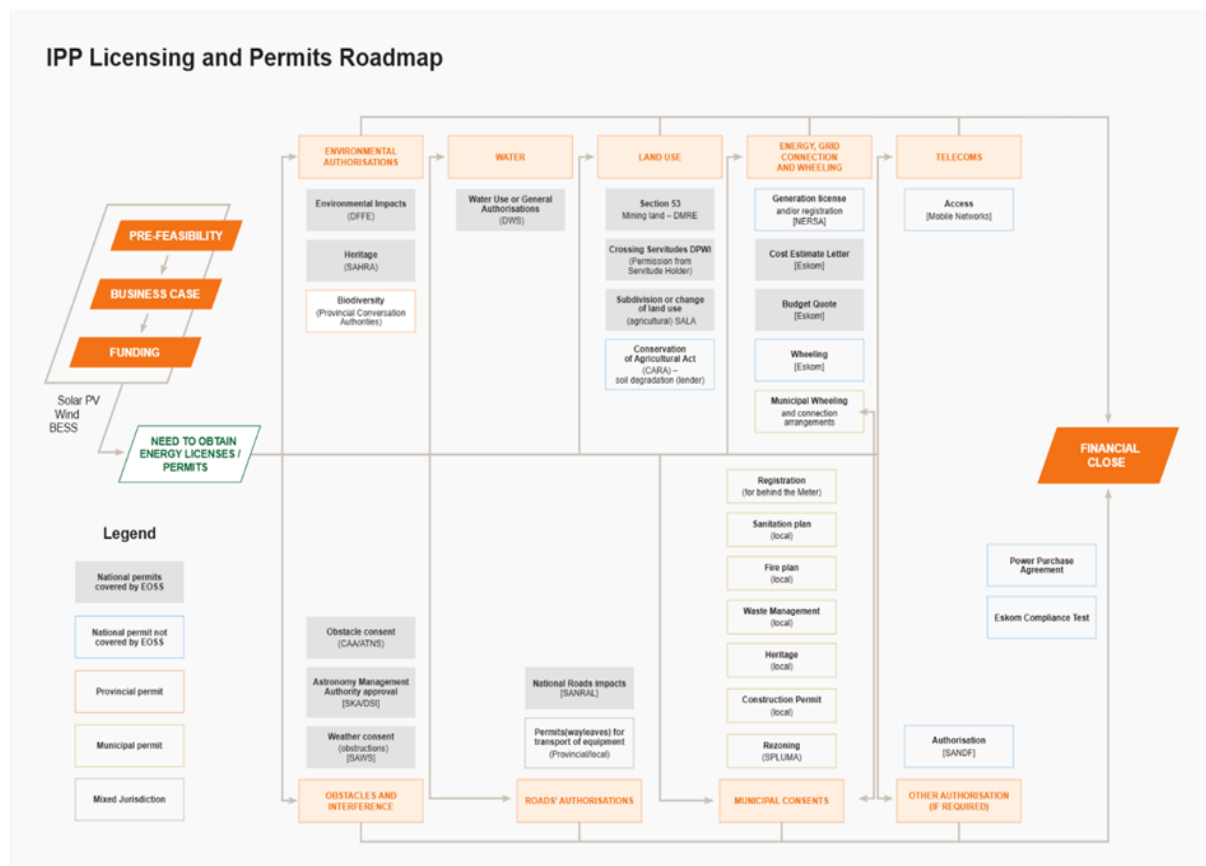 IPP Licensing and Permits Roadmap
PRE-FEASIBILITY
BUSINESS CASE
FUNDING
Solar PV
Wind
BESS
NEED TO OBTAIN
ENERGY LICENSES /
PERMITS
ENVIRONMENTAL
AUTHORISATIONS
Environmental Impacts
(DFFE)
Heritage
(SAHRA)
Biodiversity
(Provincial Conversation
Authorities)
WATER
Water Use or General
Authorisations
(DWS)
LAND USE
Section 53
Mining land – DMRE
Crossing Servitudes DPWI
(Permission from
Servitude Holder)
Subdivision or change
of land use
(agricultural) SALA
Conservation
of Agricultural Act
(CARA) –
soil degradation (lender)
ENERGY, GRID
CONNECTION
AND WHEELING
Generation license
and/or registration
[NERSA]
Cost Estimate Letter
[Eskom]
Budget Quote
[Eskom]
Wheeling
[Eskom]
Municipal Wheeling
and connection
arrangements
TELECOMS
Access
[Mobile Networks]
FINANCIAL
CLOSE
Legend
National permits
covered by EOSS
National permit not
covered by EOSS
Provincial permit
Municipal permit
Mixed Jurisdiction
Obstacle consent
(CAA/ATNS)
Astronomy Management
Authority approval
[SKA/DSI]
Weather consent
(obstructions)
[SAWS]
OBSTACLES AND
INTERFERENCE
National Roads impacts
[SANRAL]
Permits(wayleaves) for
transport of equipment
(Provincial/local)
ROADS' AUTHORISATIONS
Registration
(for behind the Meter)
Sanitation plan
(local)
Fire plan
(local)
Waste Management
(local)
Heritage
(local)
Construction Permit
(local)
Rezoning
(SPLUMA)
MUNICIPAL CONSENTS
Power Purchase
Agreement
Eskom Compliance Test
Authorisation
[SANDF]
OTHER AUTHORISATION
(IF REQUIRED)